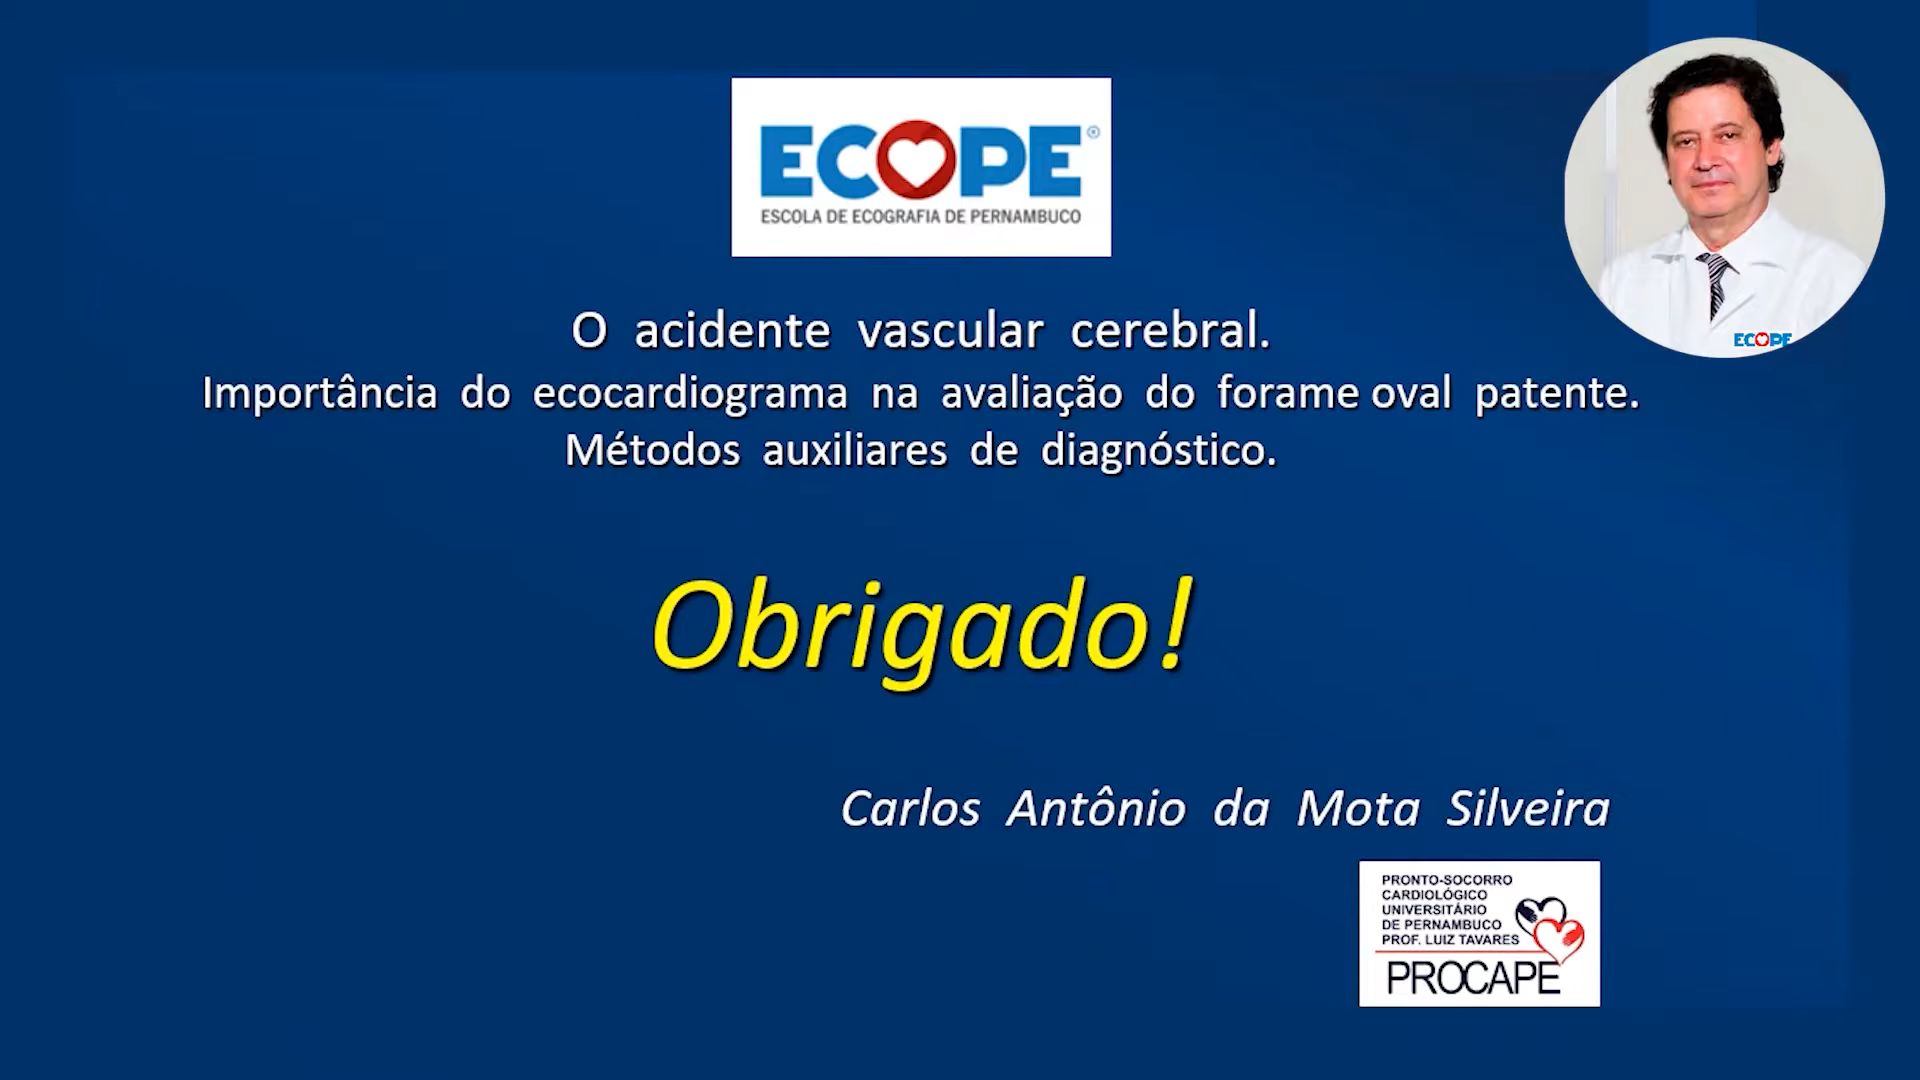 ECOPE®
ESCOLA DE ECOGRAFIA DE PERNAMBUCO
ECOPE
O acidente vascular cerebral.
Importância do ecocardiograma na avaliação do forame oval patente.
Métodos auxiliares de diagnóstico.
Obrigado!
Carlos Antônio da Mota Silveira
PRONTO-SOCORRO
CARDIOLÓGICO
UNIVERSITÁRIO
DE PERNAMBUCO
PROF. LUIZ TAVARES
PROCAPE